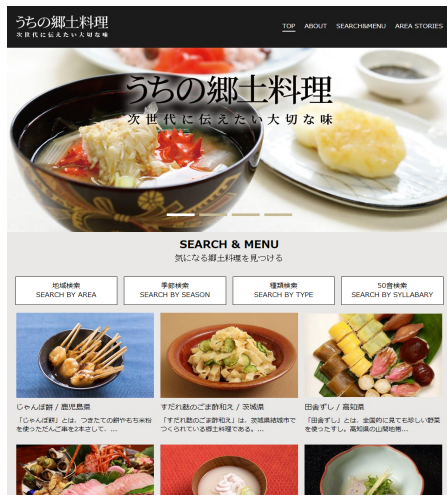 うちの郷土料理
次世代に伝えたい大切な味
TOP ABOUT SEARCH&MENU AREA STORIES
うちの郷土料理
次世代に伝えたい大切な味
SEARCH & MENU
気になる郷土料理を見つける
地域検索
SEARCH BY AREA
季節検索
SEARCH BY SEASON
種類検索
SEARCH BY TYPE
50音検索
SEARCH BY SYLLABARY
じゃんぼ餅 / 鹿児島県
「じゃんぼ餅」とは、つきたての餅やもち米粉
を使っただんご串を2本さして、...
すだれ麩のごま酢和え / 茨城県
「すだれ麩のごま酢和え」は、茨城県結城市で
つくられている郷土料理である。...
田舎ずし / 高知県
「田舎ずし」とは、全国的に見ても珍しい野菜
を使ったすし。高知県の山間地帯...